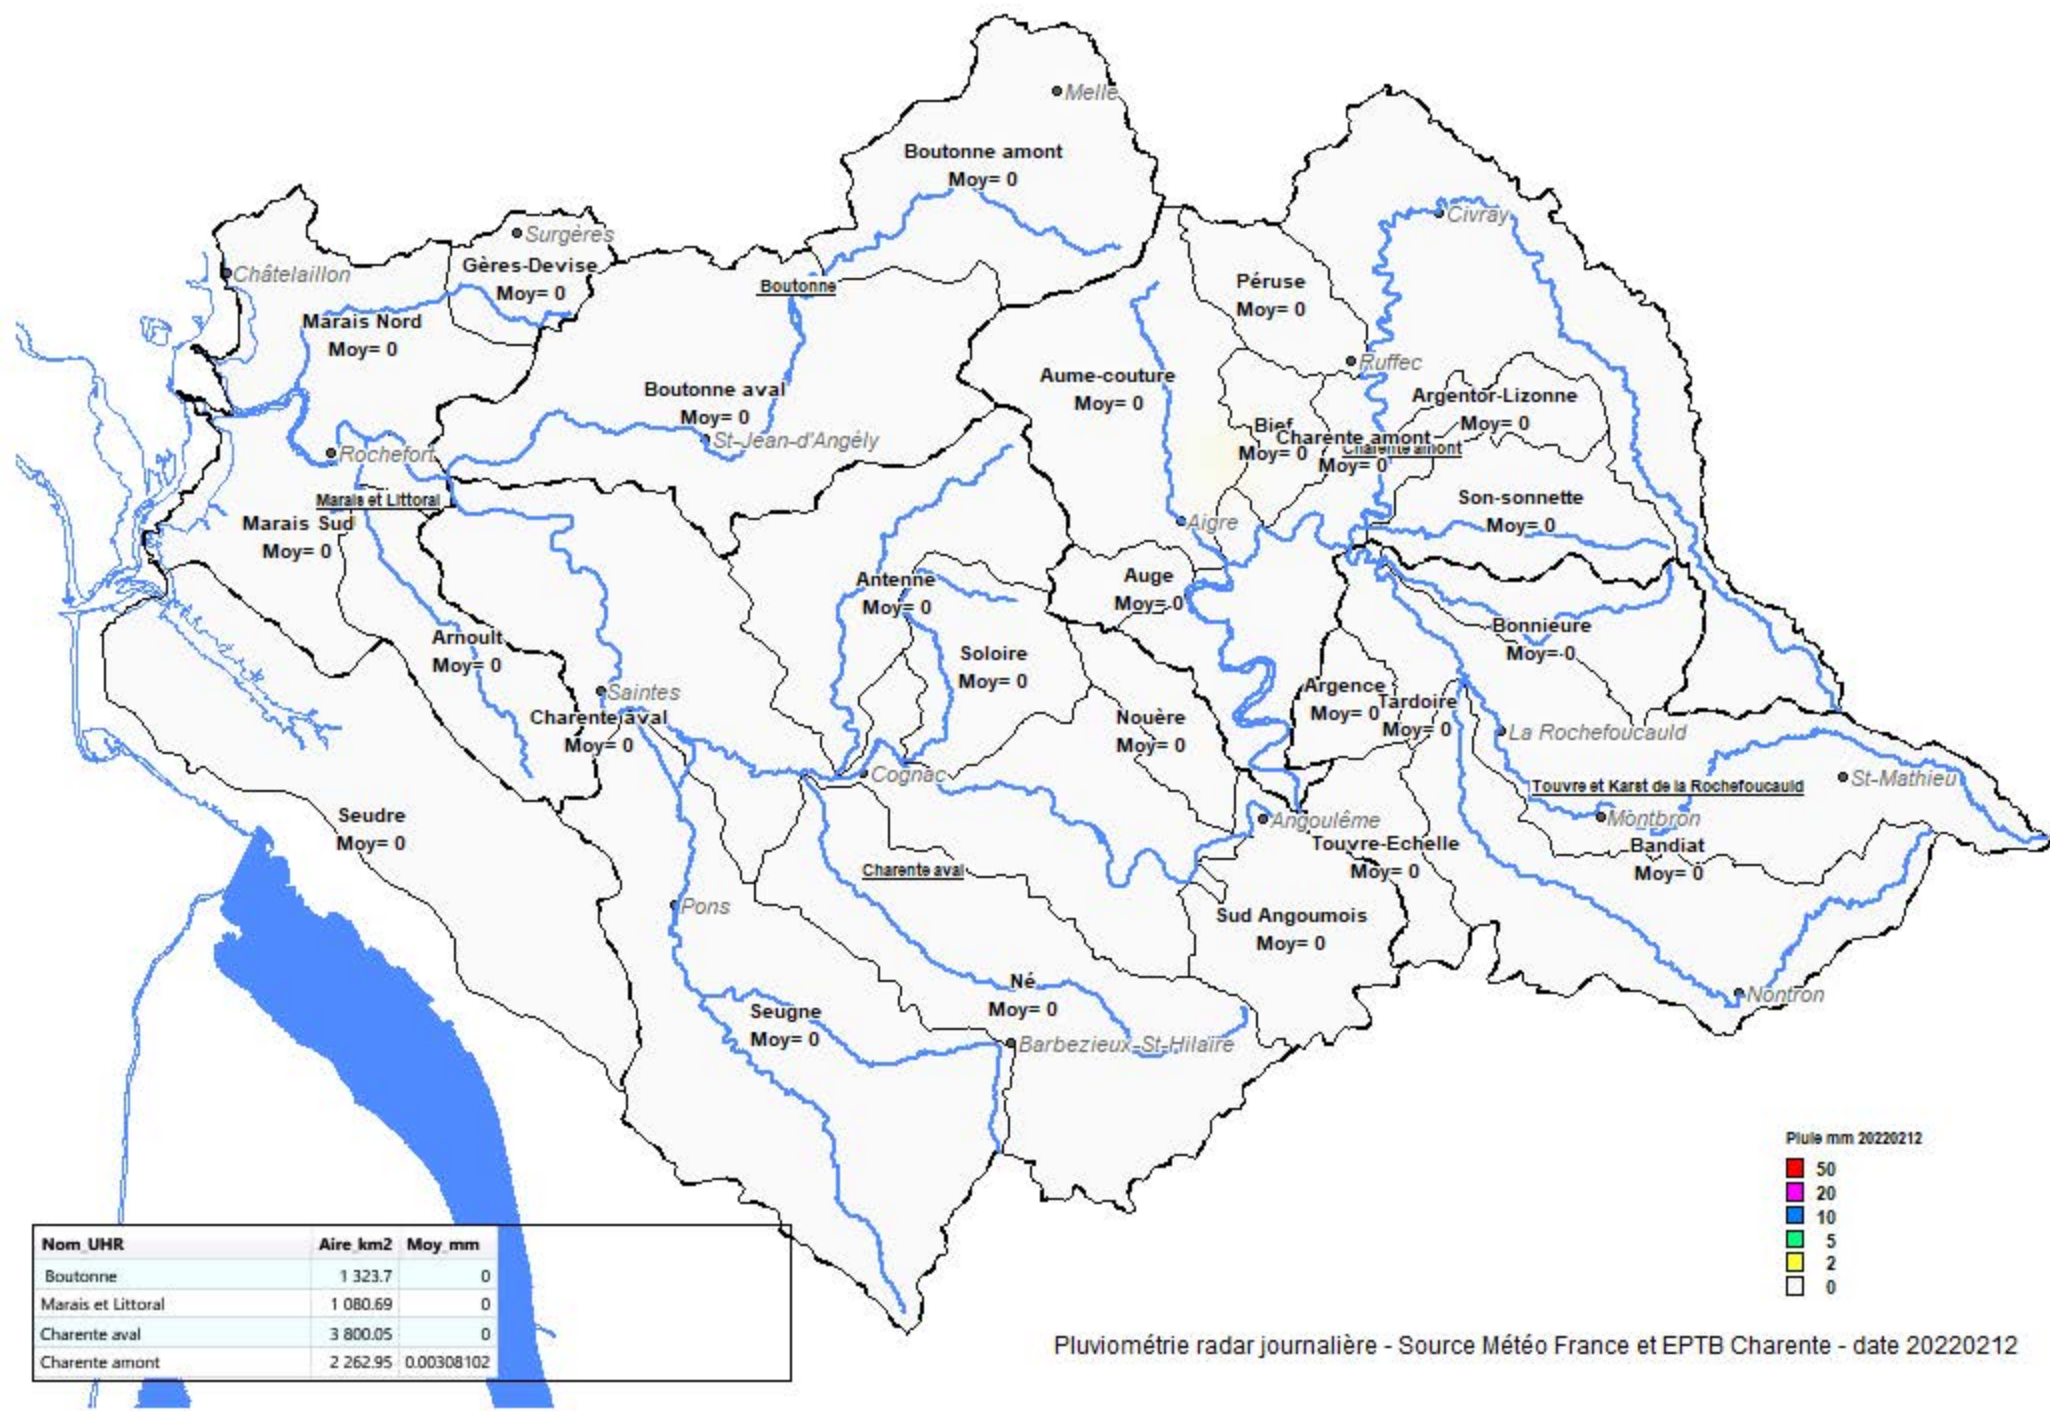 Melle
Boutonne amont
Moy= 0
Civray
Surgères
Châtelaillon
Gères-Devise
Moy= 0
Boutonne
Péruse
Moy= 0
Marais Nord
Moy= 0
Ruffec
Boutonne aval
Moy= 0
Aume-couture
Moy= 0
Argentor-Lizonne
Moy= 0
Bief
Moy= 0
Charente amont
Moy= 0
Charente amont
St-Jean-d'Angély
Rochefort
Marais et Littoral
Son-sonnette
Moy= 0
Marais Sud
Moy= 0
Aigre
Antenne
Moy= 0
Auge
Moy= 0
Bonnieure
Moy= 0
Arnoult
Moy= 0
Soloire
Moy= 0
Saintes
Charente aval
Moy= 0
Nouère
Moy= 0
Argence
Moy= 0
Tardoire
Moy= 0
La Rochefoucauld
Cognac
Touvre et Karst de la Rochefoucauld
St-Mathieu
Seudre
Moy= 0
Angoulême
Montbron
Touvre-Echelle
Moy= 0
Bandiat
Moy= 0
Charente aval
Pons
Sud Angoumois
Moy= 0
Né
Moy= 0
Nontron
Seugne
Moy= 0
Barbezieux-St-Hilaire
Pluie mm 20220212
50
20
10
5
2
0
Nom_UHR Aire_km2 Moy_mm
Boutonne 1 323.7 0
Marais et Littoral 1 080.69 0
Charente aval 3 800.05 0
Charente amont 2 262.95 0.00308102
Pluviométrie radar journalière - Source Météo France et EPTB Charente - date 20220212